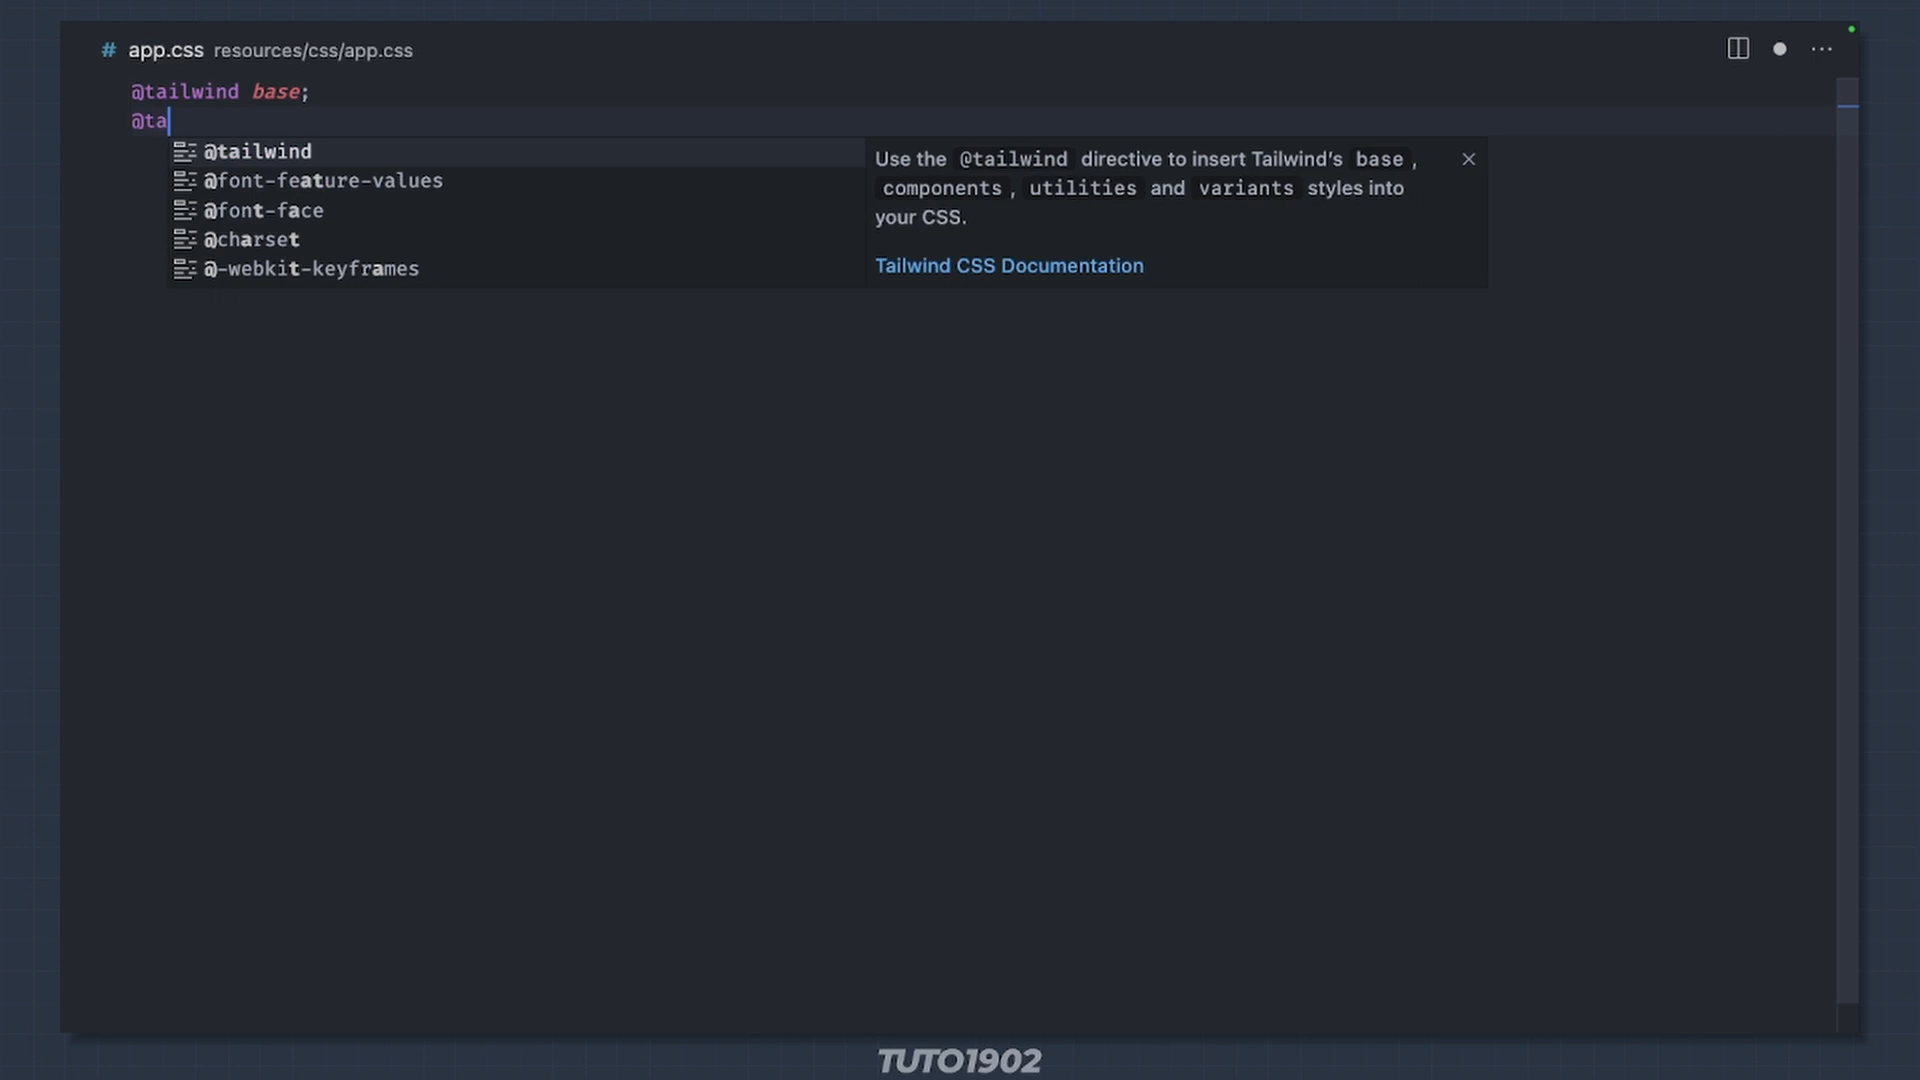 # app.css resources/css/app.css
@tailwind base;
@ta
@tailwind
@font-feature-values
@font-face
@charset
@-webkit-keyframes
Use the @tailwind directive to insert Tailwind's base ,
components , utilities and variants styles into
your CSS.
Tailwind CSS Documentation
TUTO1902